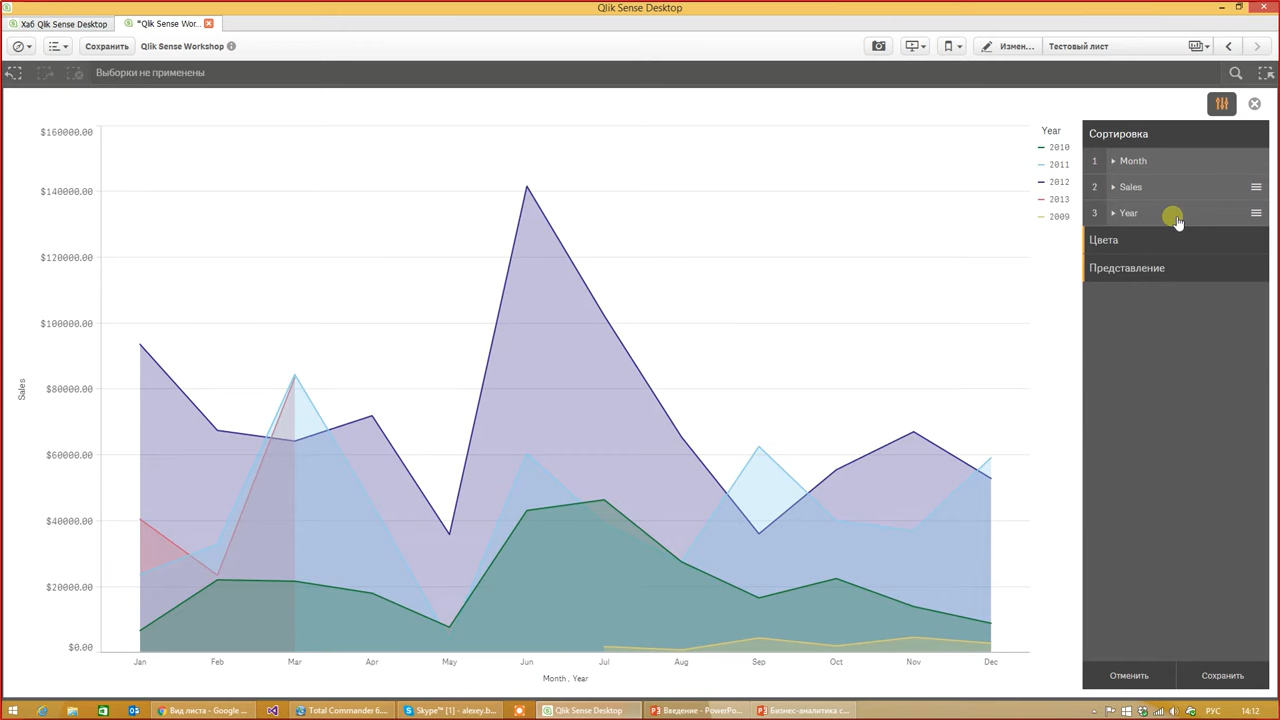 Qlik Sense Desktop
Хаб Qlik Sense Desktop
*Qlik Sense Wor...
Сохранить
Qlik Sense Workshop
Измен...
Тестовый лист
Выборки не применены
Сортировка
1 Month
2 Sales
3 Year
Цвета
Представление
Отменить
Сохранить
Year
2010
2011
2012
2013
2009
$160000.00
$140000.00
$120000.00
$100000.00
$80000.00
$60000.00
$40000.00
$20000.00
$0.00
Sales
Jan Feb Mar Apr May Jun Jul Aug Sep Oct Nov Dec
Month, Year
Вид листа - Google ...
Total Commander 6....
Skype™ [1] - alexey.b...
Qlik Sense Desktop
Введение - PowerPo...
Бизнес-аналитика с...
РУС
14:12